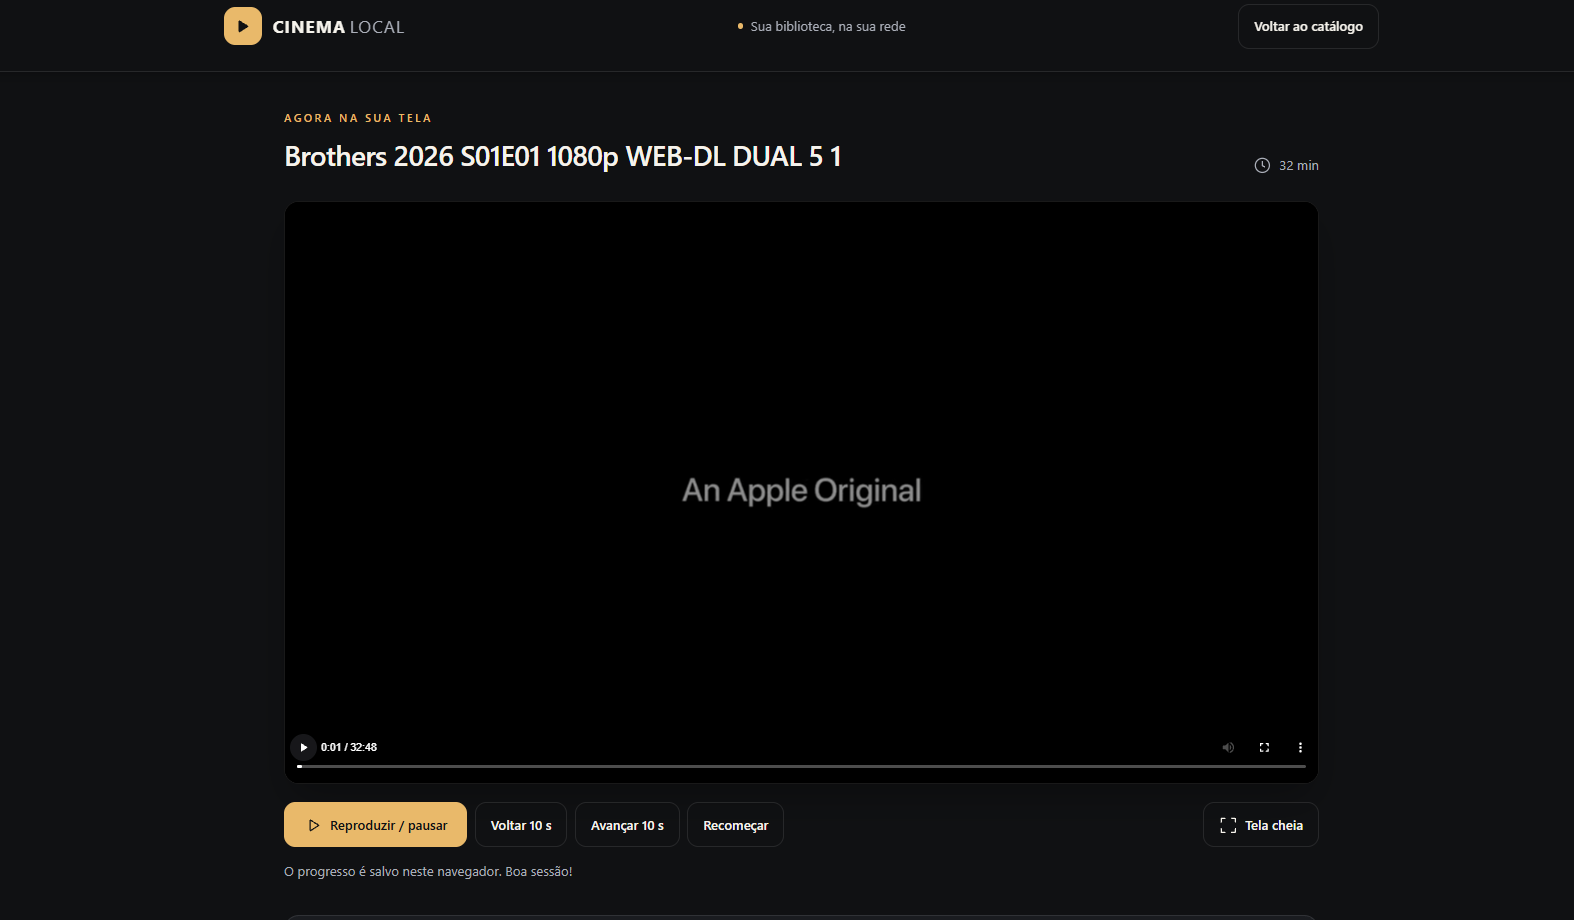 CINEMA LOCAL
Sua biblioteca, na sua rede
Voltar ao catálogo
AGORA NA SUA TELA
Brothers 2026 S01E01 1080p WEB-DL DUAL 5 1
32 min
An Apple Original
0:01 / 32:48
Reproduzir / pausar
Voltar 10 s
Avançar 10 s
Recomeçar
Tela cheia
O progresso é salvo neste navegador. Boa sessão!